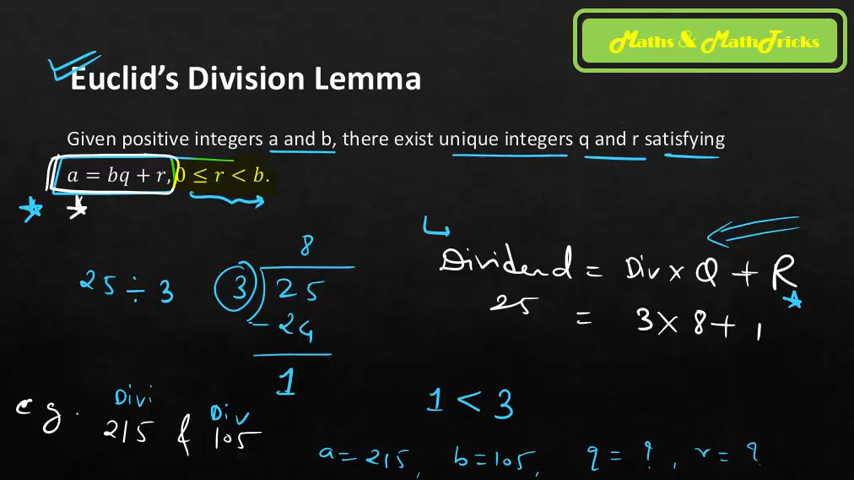 Maths & MathTricks
Euclid's Division Lemma
Given positive integers a and b, there exist unique integers q and r satisfying
a = bq + r, 0 ≤ r < b.
Dividend = Div × Q + R
25 = 3 × 8 + 1
25 ÷ 3
8
3 25
- 24
1
1 < 3
Divi Div
eg. 215 & 105
a = 215, b = 105, q = ?, r = ?